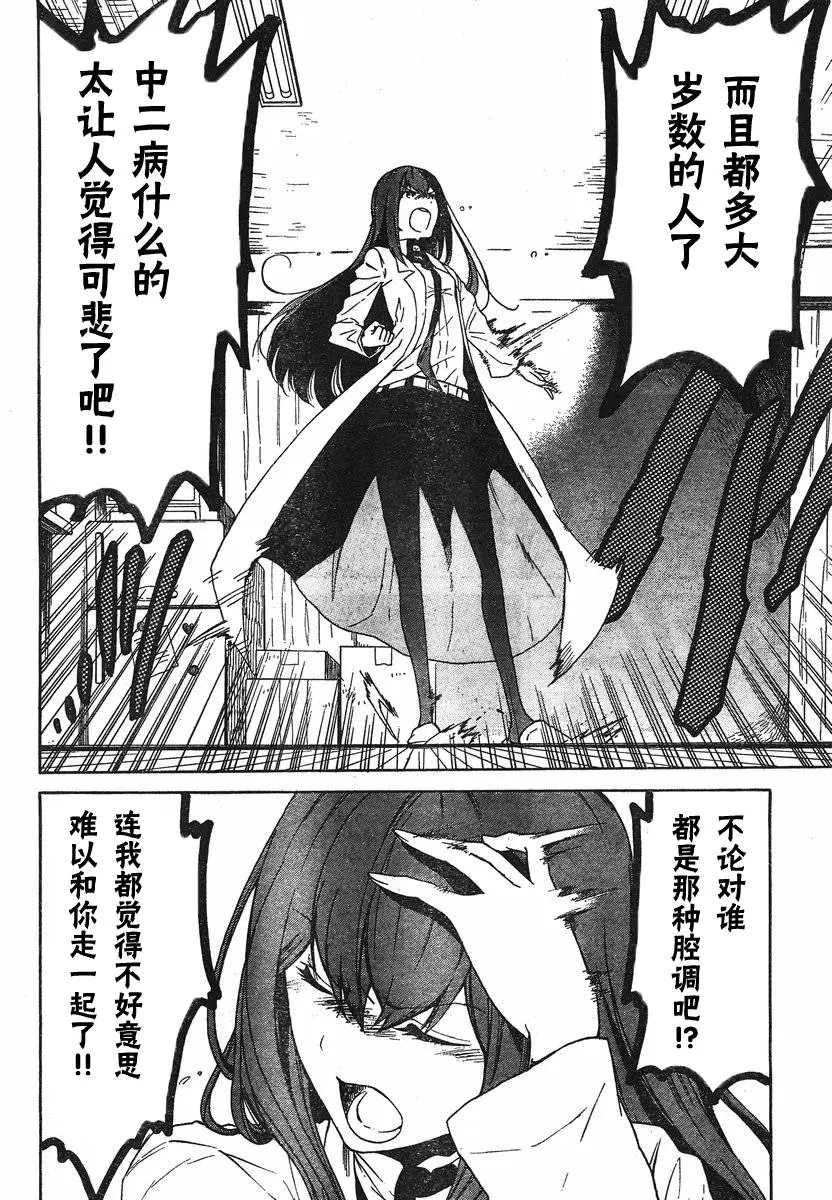 而且都多大
岁数的人了
中二病什么的
太让人觉得可悲了吧!!
不论对谁
都是那种腔调吧!?
连我都觉得不好意思
难以和你走一起了!!